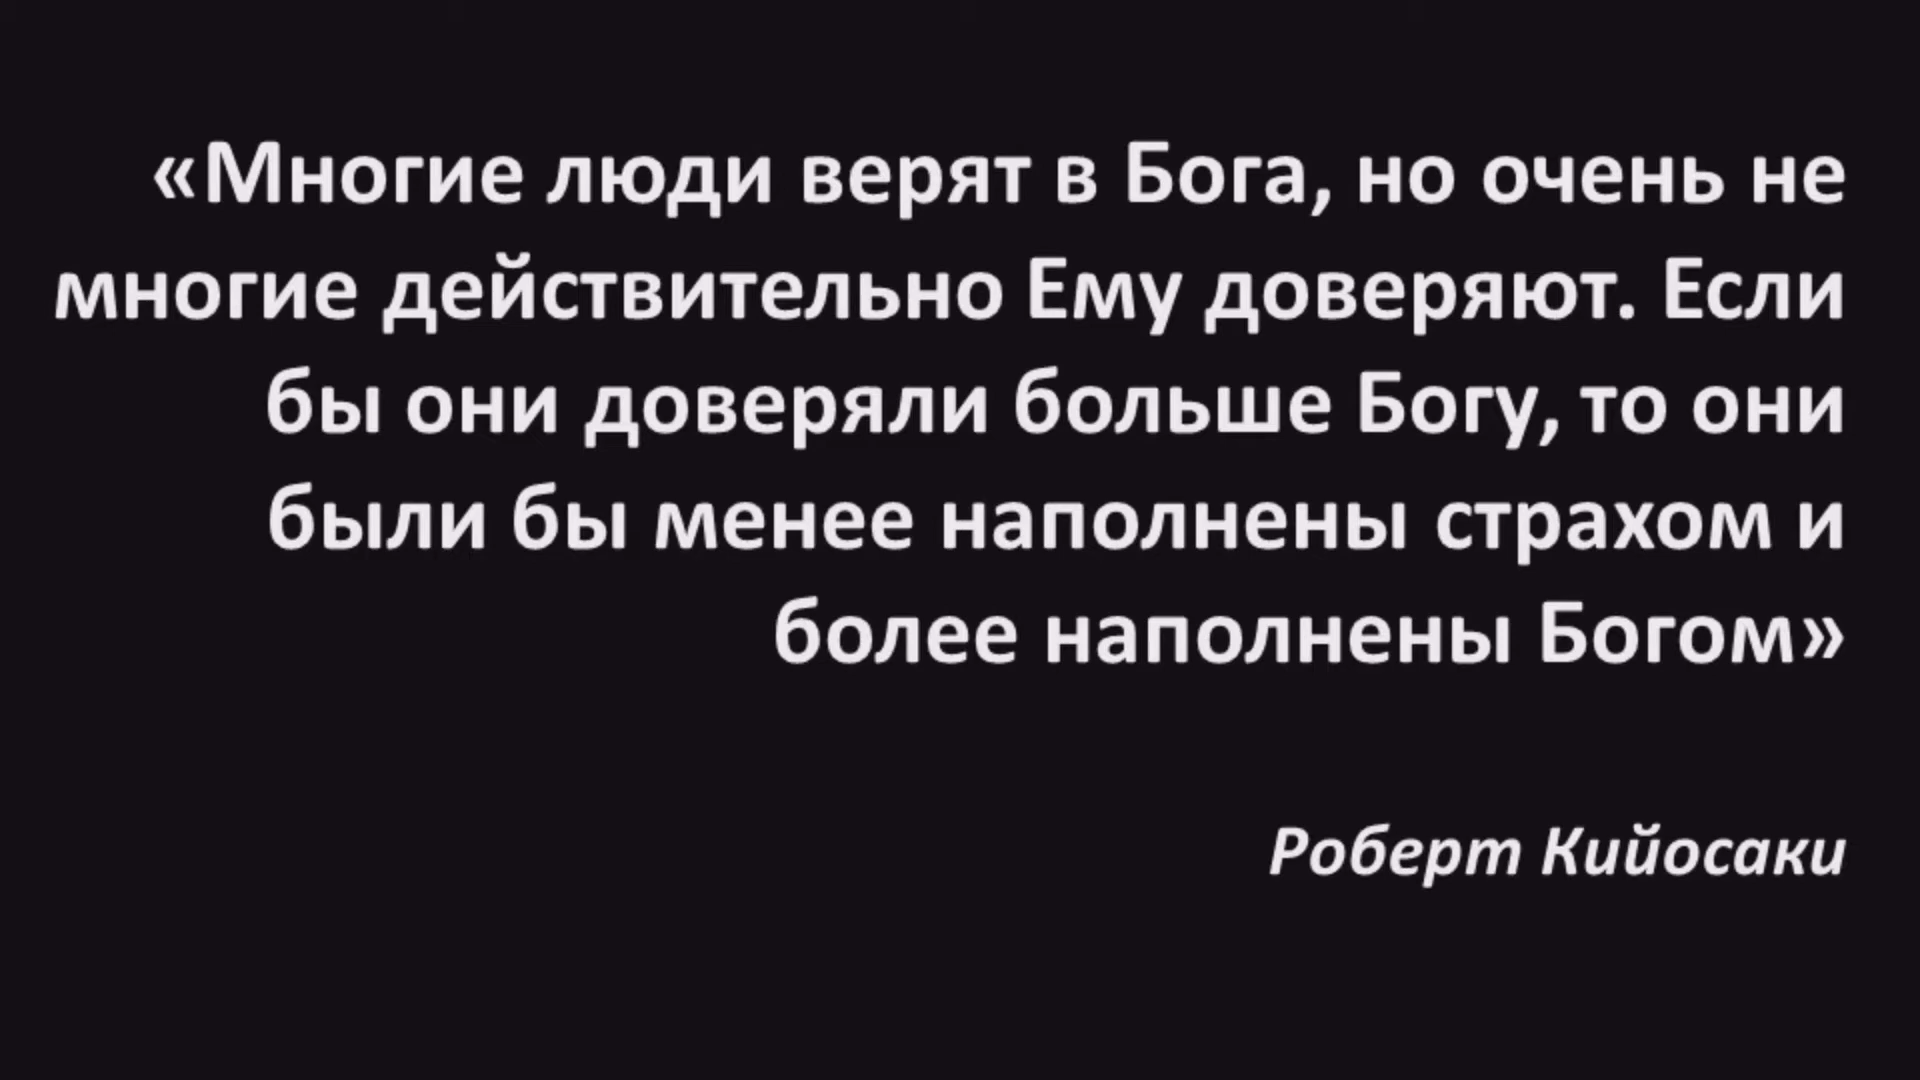 «Многие люди верят в Бога, но очень не
многие действительно Ему доверяют. Если
бы они доверяли больше Богу, то они
были бы менее наполнены страхом и
более наполнены Богом»
Роберт Кийосаки